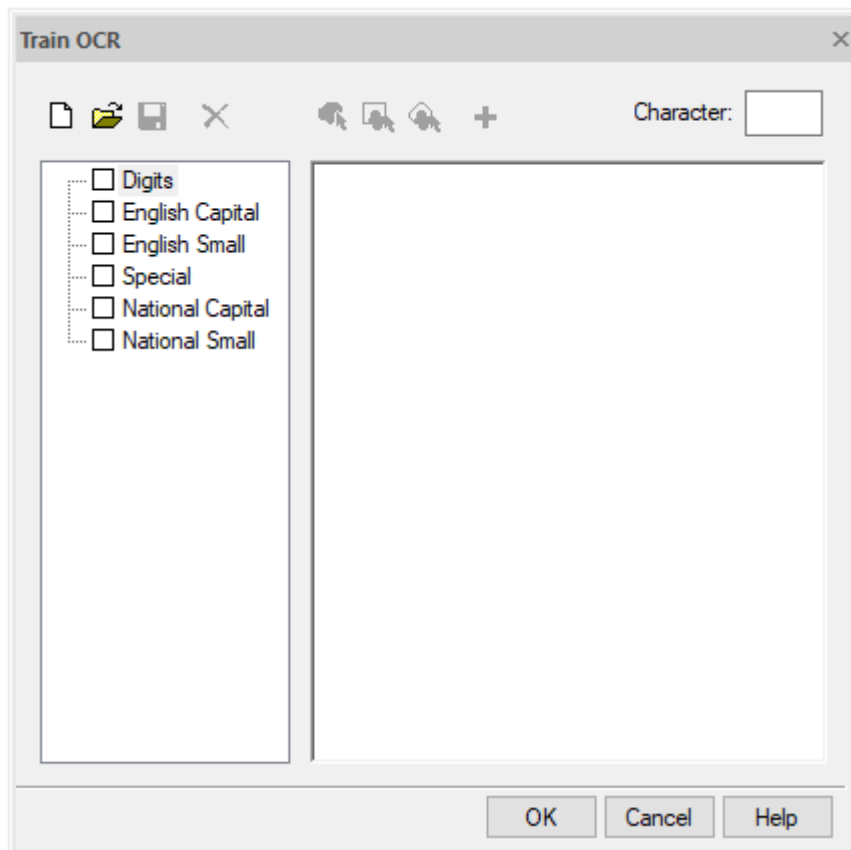 Train OCR
Character:
Digits
English Capital
English Small
Special
National Capital
National Small
OK Cancel Help